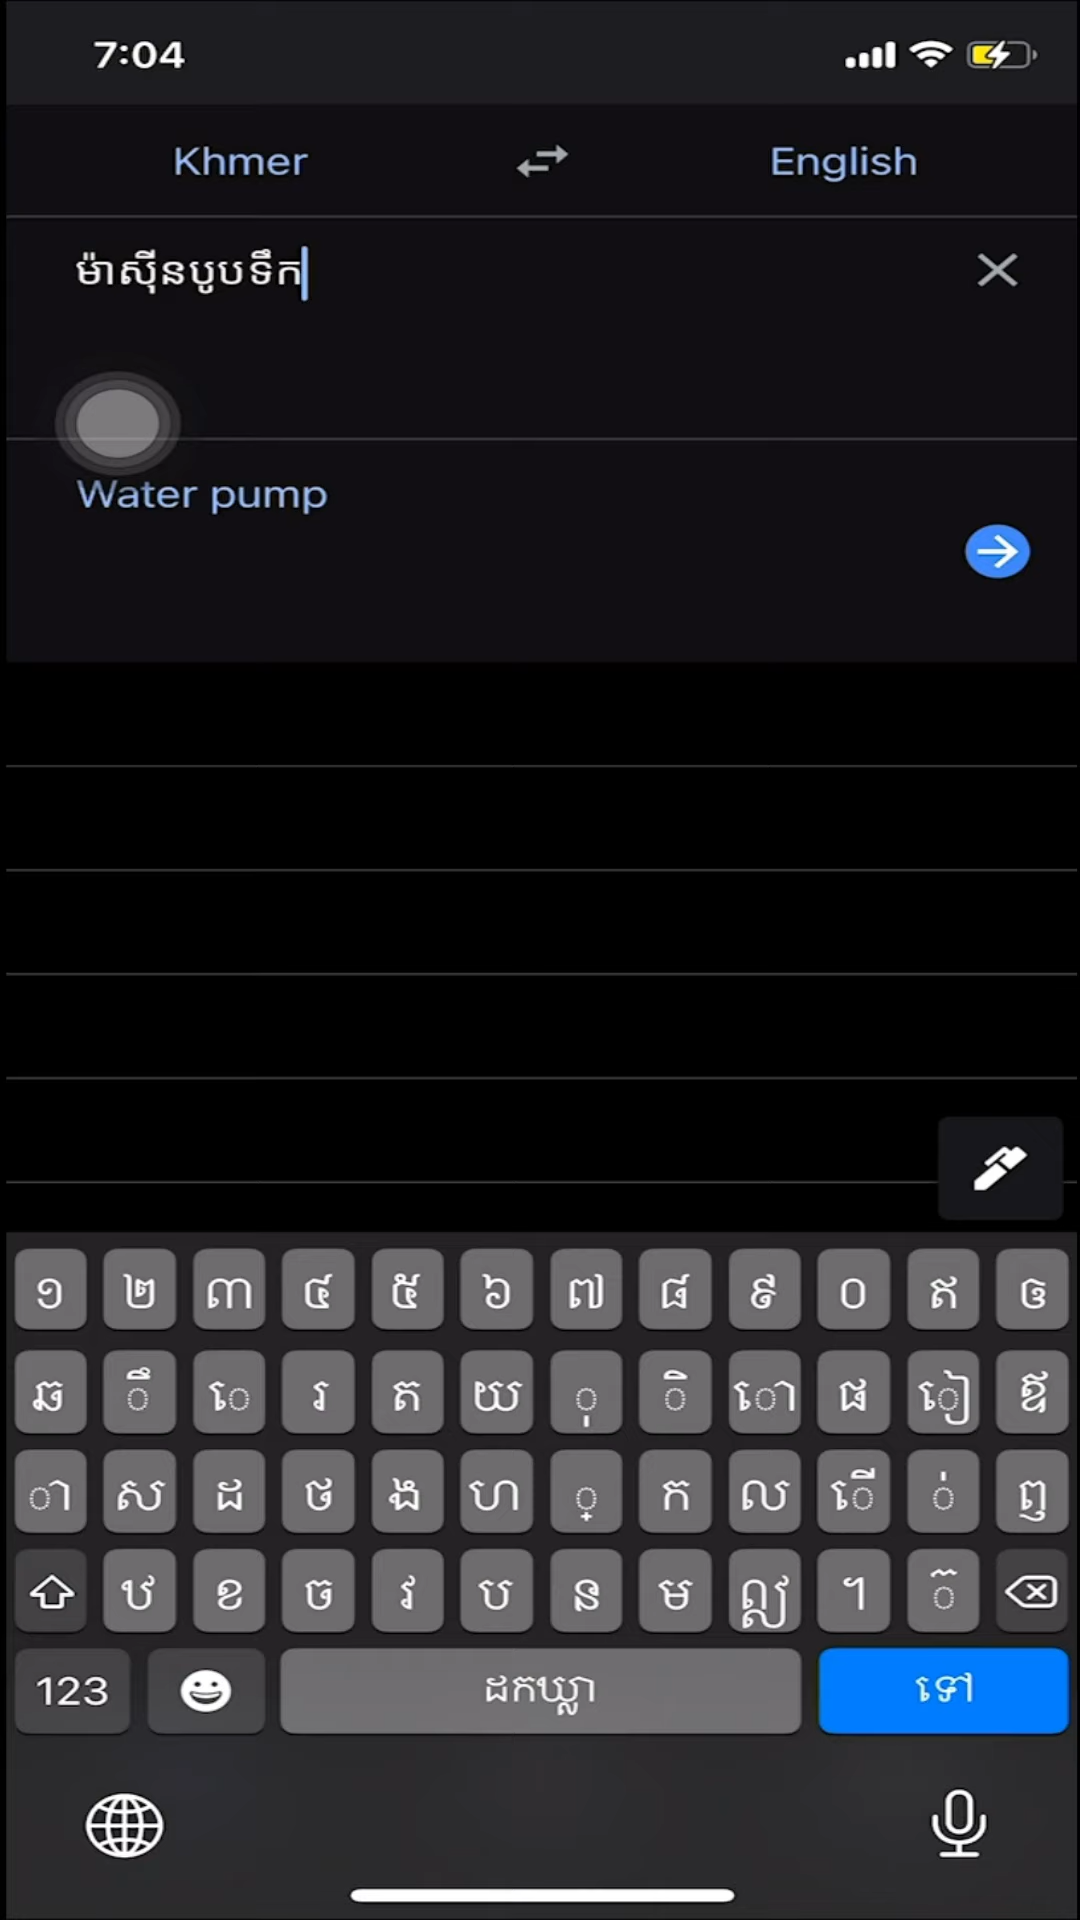 7:04
Khmer English
ម៉ាស៊ីនបូបទឹក
Water pump
១ ២ ៣ ៤ ៥ ៦ ៧ ៨ ៩ ០ ឥ ឲ
ឆ ឹ េ រ ត យ ុ ិ ោ ផ ៀ ឪ
ា ស ដ ថ ង ហ ្ ក ល ើ ់ ឮ
ឋ ខ ច វ ប ន ម ឦ ។ ៊
123 ដកឃ្លា ទៅ